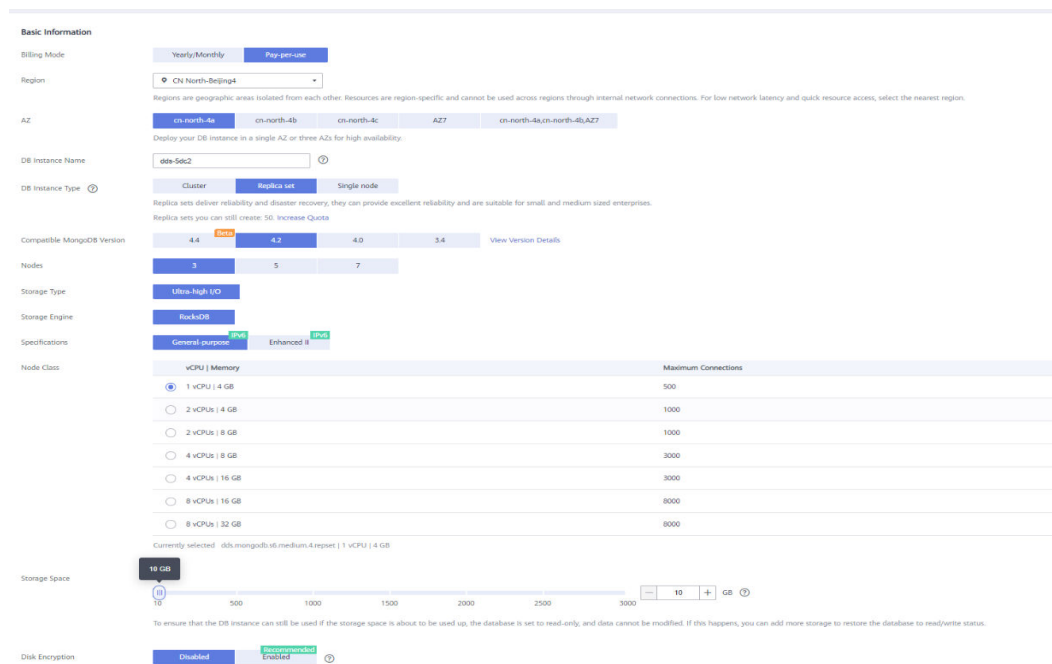 Basic Information
Billing Mode Yearly/Monthly Pay-per-use
Region CN North-Beijing4
Regions are geographic areas isolated from each other. Resources are region-specific and cannot be used across regions through internal network connections. For low network latency and quick resource access, select the nearest region.
AZ cn-north-4a cn-north-4b cn-north-4c AZ7 cn-north-4a,cn-north-4b,AZ7
Deploy your DB instance in a single AZ or three AZs for high availability.
DB Instance Name dds-5dc2 ?
DB Instance Type ? Cluster Replica set Single node
Replica sets deliver reliability and disaster recovery, they can provide excellent reliability and are suitable for small and medium sized enterprises.
Replica sets you can still create: 50. Increase Quota
Beta
Compatible MongoDB Version 4.4 4.2 4.0 3.4 View Version Details
Nodes 3 5 7
Storage Type Ultra-high I/O
Storage Engine RocksDB
IPv6 IPv6
Specifications General-purpose Enhanced II
Node Class vCPU | Memory Maximum Connections
1 vCPU | 4 GB 500
2 vCPUs | 4 GB 1000
2 vCPUs | 8 GB 1000
4 vCPUs | 8 GB 3000
4 vCPUs | 16 GB 3000
8 vCPUs | 16 GB 8000
8 vCPUs | 32 GB 8000
Currently selected dds.mongodb.s6.medium.4.repset | 1 vCPU | 4 GB
10 GB
Storage Space
10 500 1000 1500 2000 2500 3000 — 10 + GB ?
To ensure that the DB instance can still be used if the storage space is about to be used up, the database is set to read-only, and data cannot be modified. If this happens, you can add more storage to restore the database to read/write status.
Recommended
Disk Encryption Disabled Enabled ?